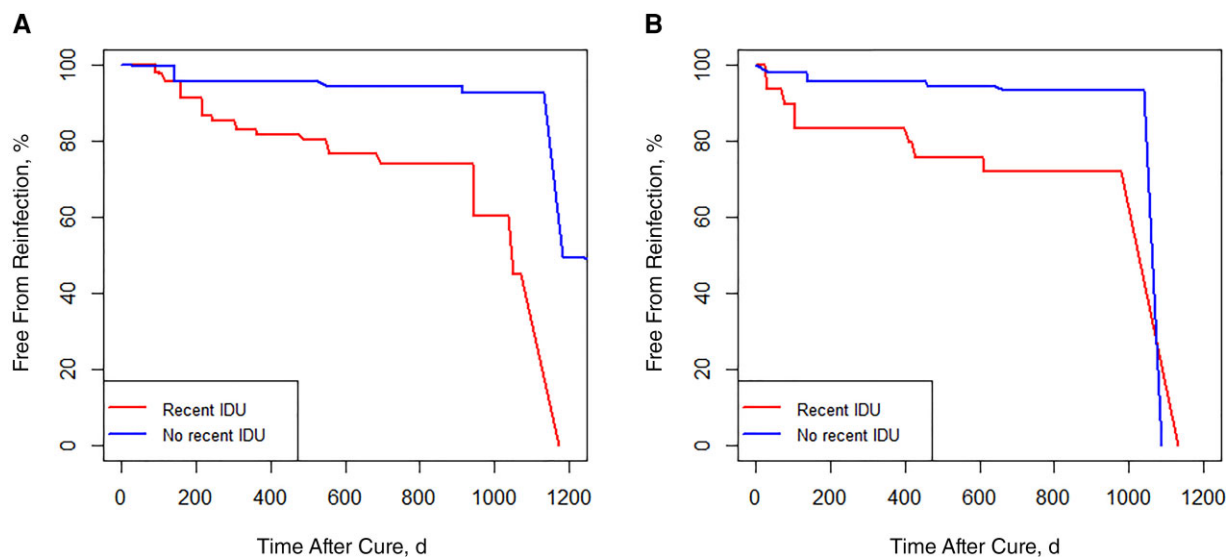 A
Free From Reinfection, %
100
80
60
40
20
0
Recent IDU
No recent IDU
0 200 400 600 800 1000 1200
Time After Cure, d
B
Free From Reinfection, %
100
80
60
40
20
0
Recent IDU
No recent IDU
0 200 400 600 800 1000 1200
Time After Cure, d